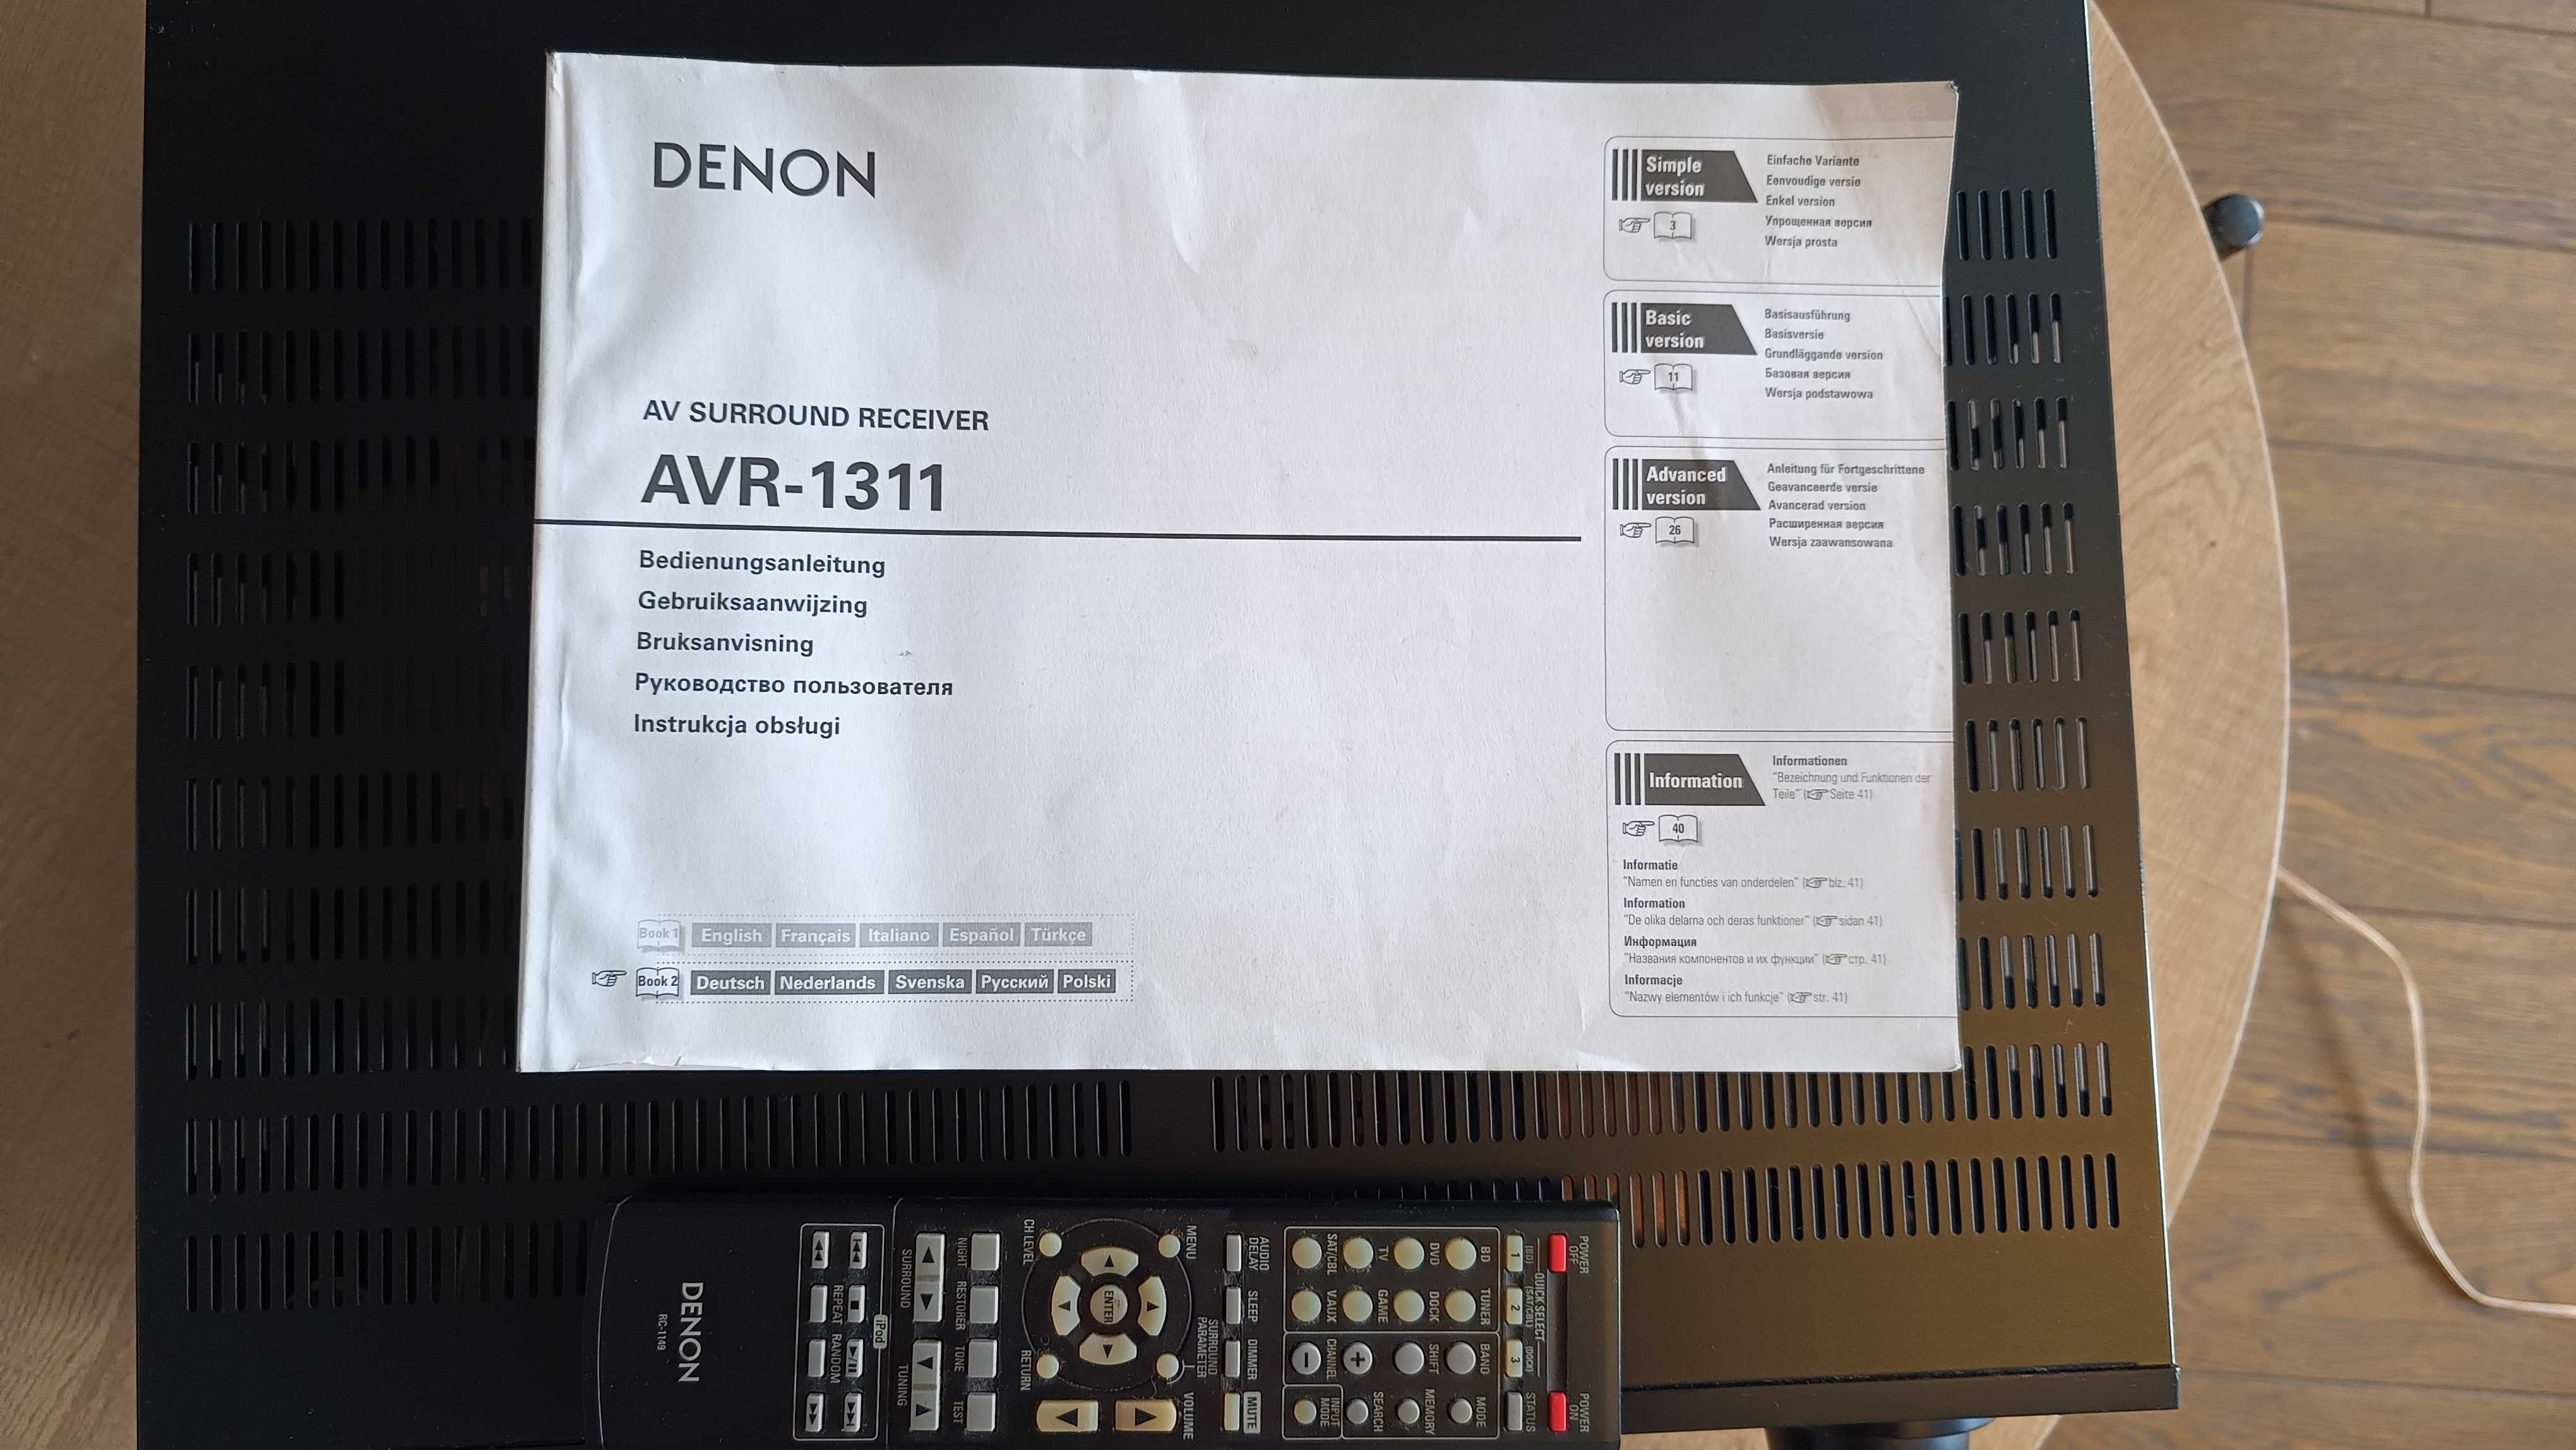 DENON
AV SURROUND RECEIVER
AVR-1311
Bedienungsanleitung
Gebruiksaanwijzing
Bruksanvisning
Руководство пользователя
Instrukcja obsługi
Book 1 English Français Italiano Español Türkçe
Book 2 Deutsch Nederlands Svenska Русский Polski
Simple
version
3
Einfache Variante
Eenvoudige versie
Enkel version
Упрощенная версия
Wersja prosta
Basic
version
11
Basisausführung
Basisversie
Grundläggande version
Базовая версия
Wersja podstawowa
Advanced
version
26
Anleitung für Fortgeschrittene
Geavanceerde versie
Avancerad version
Расширенная версия
Wersja zaawansowana
Information
40
Informationen
"Bezeichnung und Funktionen der
Teile" (Seite 41)
Informatie
"Namen en functies van onderdelen" (blz. 41)
Information
"De olika delarna och deras funktioner" (sidan 41)
Информация
"Названия компонентов и их функции" (стр. 41)
Informacje
"Nazwy elementów i ich funkcje" (str. 41)
POWER OFF
POWER ON
QUICK SELECT
(BD) (SAT/CBL) (DOCK) STATUS
1 2 3
BD TUNER BAND MODE
DVD DOCK SHIFT MEMORY
TV GAME + SEARCH
SAT/CBL V.AUX CHANNEL − INPUT MODE
AUDIO DELAY SLEEP DIMMER MUTE
SURROUND PARAMETER
MENU VOLUME
ENTER
CH LEVEL RETURN
NIGHT RESTORER TONE TEST
SURROUND TUNING
iPod
REPEAT RANDOM
DENON
RC-1149